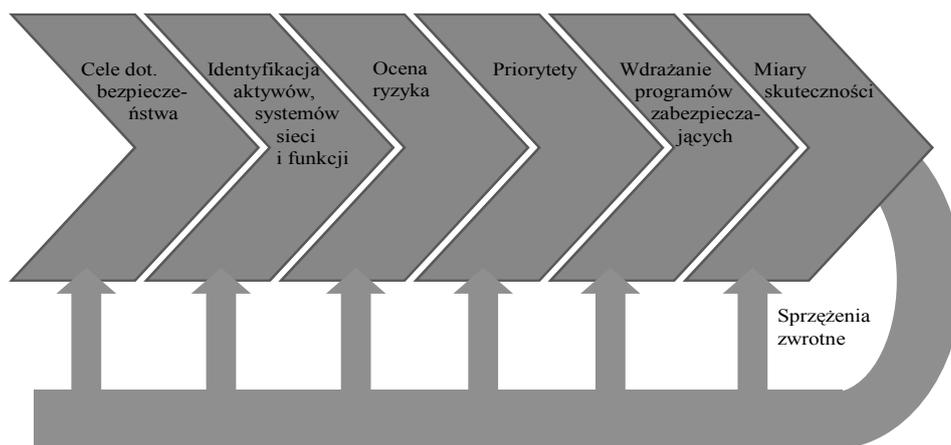 Cele dot.
bezpiecze-
ństwa
Identyfikacja
aktywów,
systemów
sieci
i funkcji
Ocena
ryzyka
Priorytety
Wdrażanie
programów
zabezpiecza-
jących
Miary
skuteczności
Sprzężenia
zwrotne